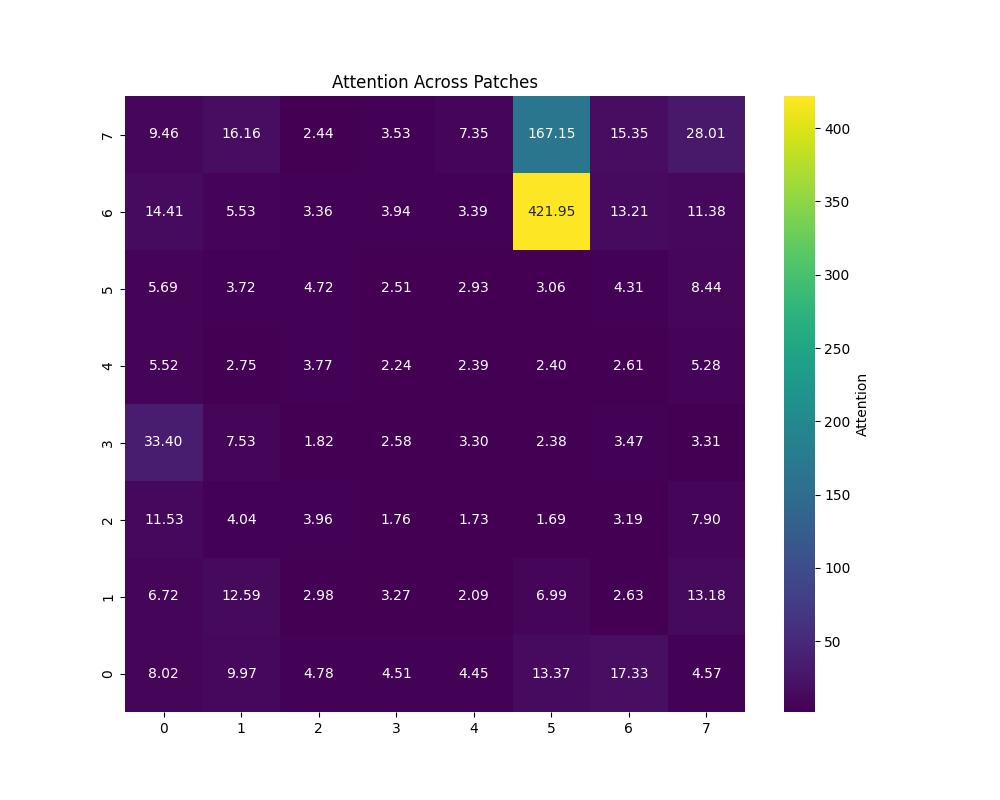 Attention Across Patches
7 9.46 16.16 2.44 3.53 7.35 167.15 15.35 28.01
6 14.41 5.53 3.36 3.94 3.39 421.95 13.21 11.38
5 5.69 3.72 4.72 2.51 2.93 3.06 4.31 8.44
4 5.52 2.75 3.77 2.24 2.39 2.40 2.61 5.28
3 33.40 7.53 1.82 2.58 3.30 2.38 3.47 3.31
2 11.53 4.04 3.96 1.76 1.73 1.69 3.19 7.90
1 6.72 12.59 2.98 3.27 2.09 6.99 2.63 13.18
0 8.02 9.97 4.78 4.51 4.45 13.37 17.33 4.57
0 1 2 3 4 5 6 7
400
350
300
250
200
150
100
50
Attention